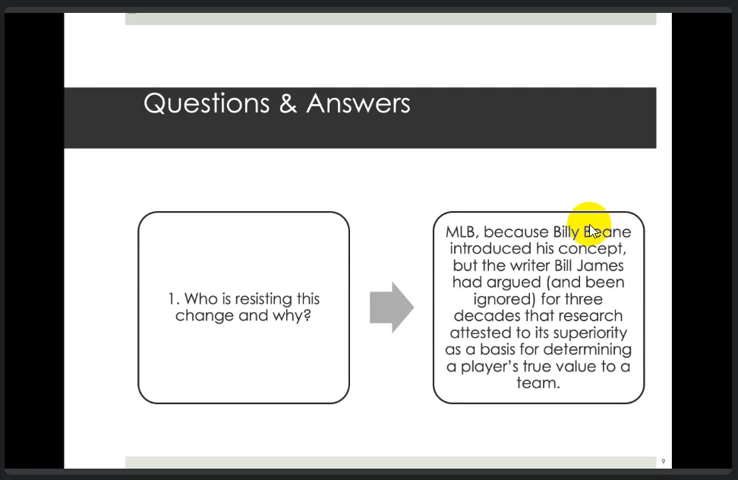 Questions & Answers
1. Who is resisting this
change and why?
MLB, because Billy Beane
introduced his concept,
but the writer Bill James
had argued (and been
ignored) for three
decades that research
attested to its superiority
as a basis for determining
a player's true value to a
team.
9